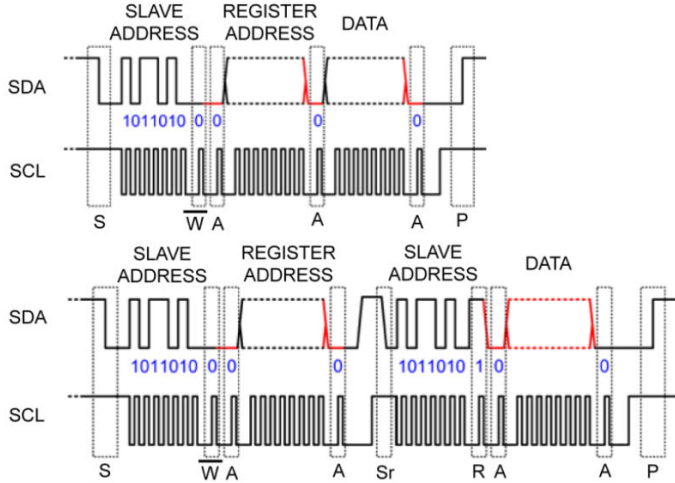 SLAVE ADDRESS REGISTER ADDRESS DATA
SDA
1011010 0 0 0 0
SCL
S W A A A P
SLAVE ADDRESS REGISTER ADDRESS SLAVE ADDRESS DATA
SDA
1011010 0 0 0 1011010 1 0 0
SCL
S W A A Sr R A A P